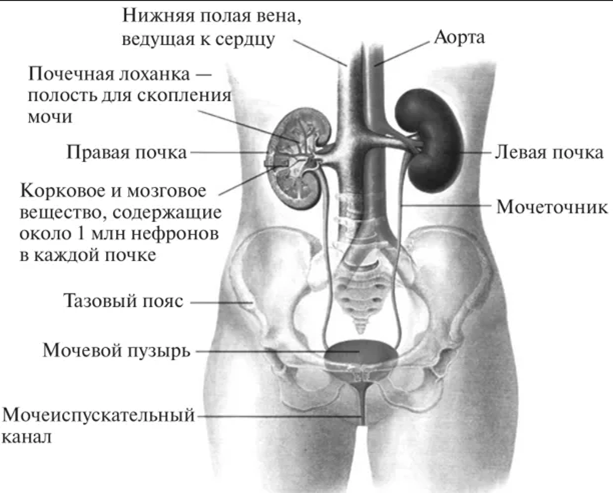 Нижняя полая вена,
ведущая к сердцу
Аорта
Почечная лоханка —
полость для скопления
мочи
Правая почка
Левая почка
Корковое и мозговое
вещество, содержащие
около 1 млн нефронов
в каждой почке
Мочеточник
Тазовый пояс
Мочевой пузырь
Мочеиспускательный
канал